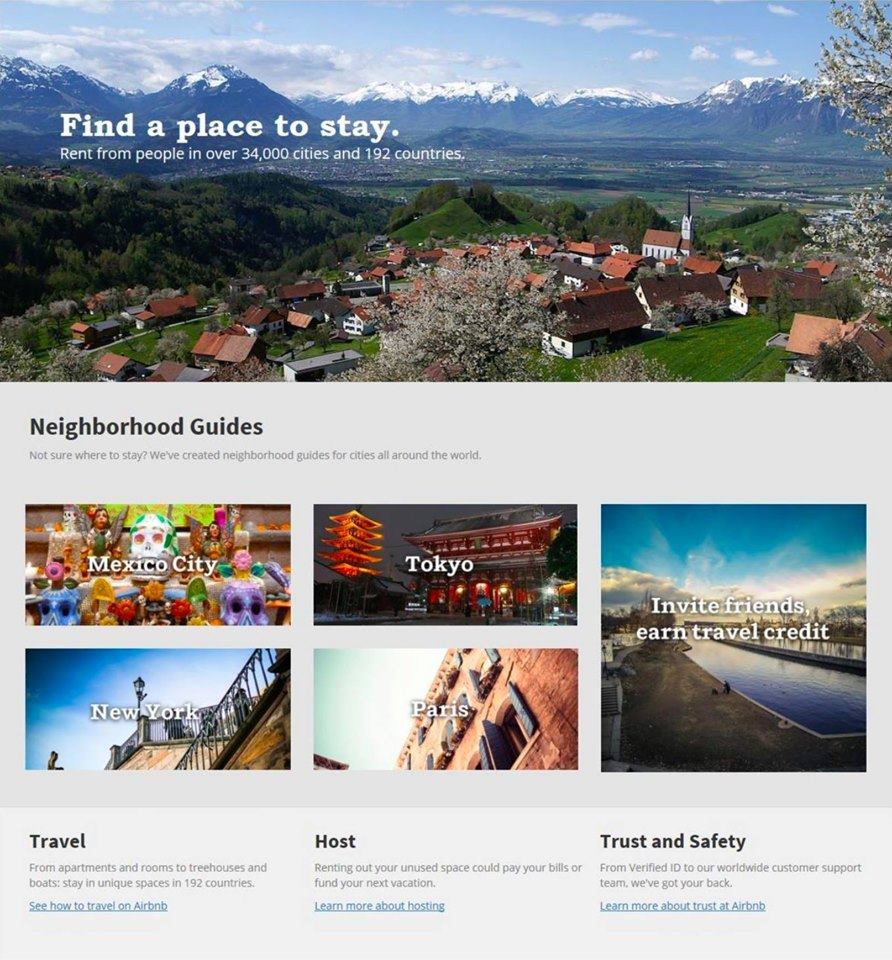 Find a place to stay.
Rent from people in over 34,000 cities and 192 countries.
Neighborhood Guides
Not sure where to stay? We've created neighborhood guides for cities all around the world.
Mexico City
Tokyo
Invite friends,
earn travel credit
New York
Paris
Travel
From apartments and rooms to treehouses and
boats: stay in unique spaces in 192 countries.
See how to travel on Airbnb
Host
Renting out your unused space could pay your bills or
fund your next vacation.
Learn more about hosting
Trust and Safety
From Verified ID to our worldwide customer support
team, we've got your back.
Learn more about trust at Airbnb